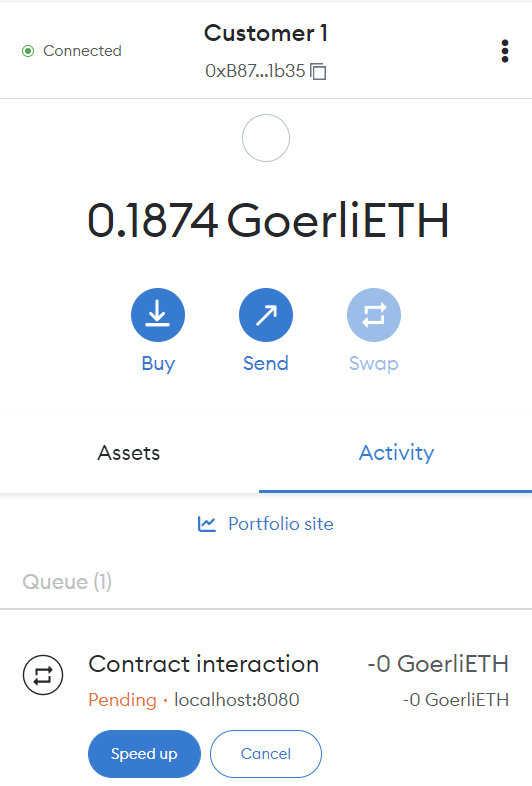 Customer 1
Connected
0xB87...1b35
0.1874 GoerliETH
Buy Send Swap
Assets Activity
Portfolio site
Queue (1)
Contract interaction -0 GoerliETH
Pending · localhost:8080 -0 GoerliETH
Speed up Cancel